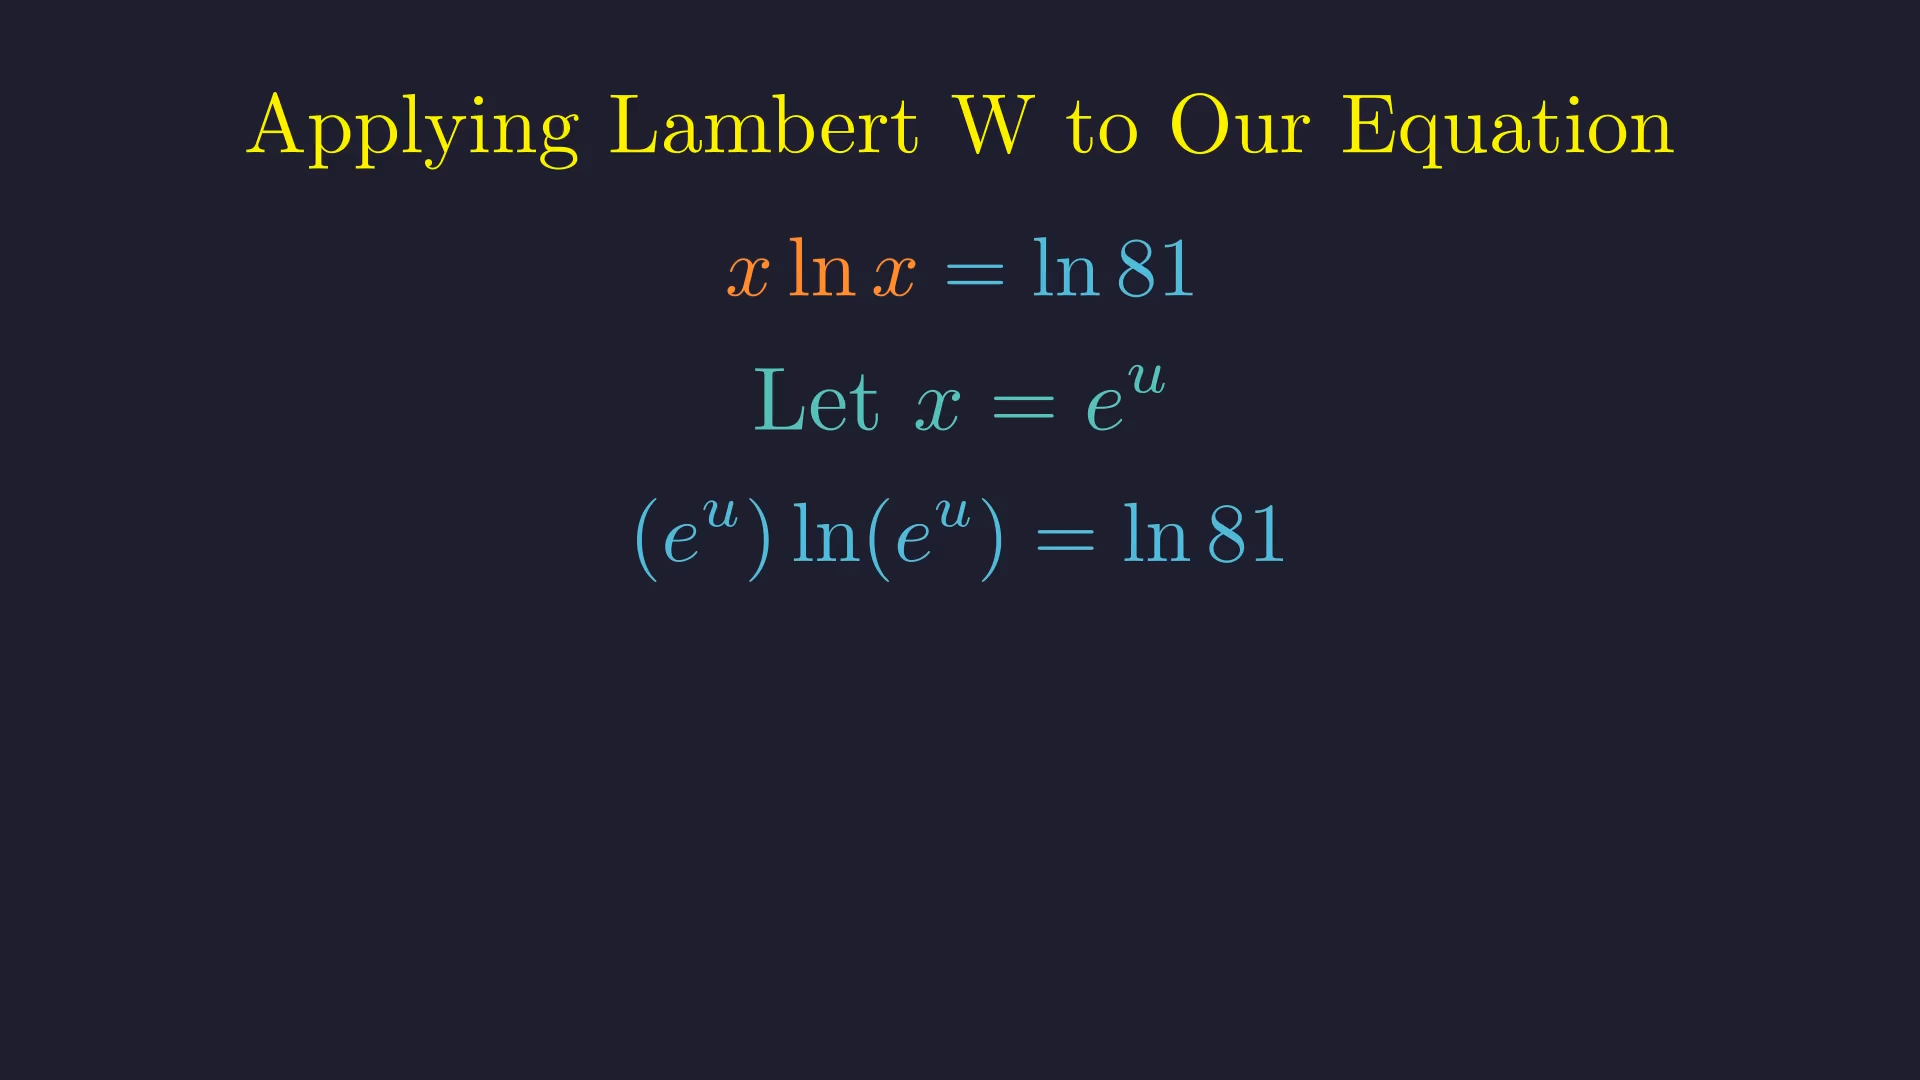 Applying Lambert W to Our Equation
x ln x = ln 81
Let x = e^u
(e^u) ln(e^u) = ln 81